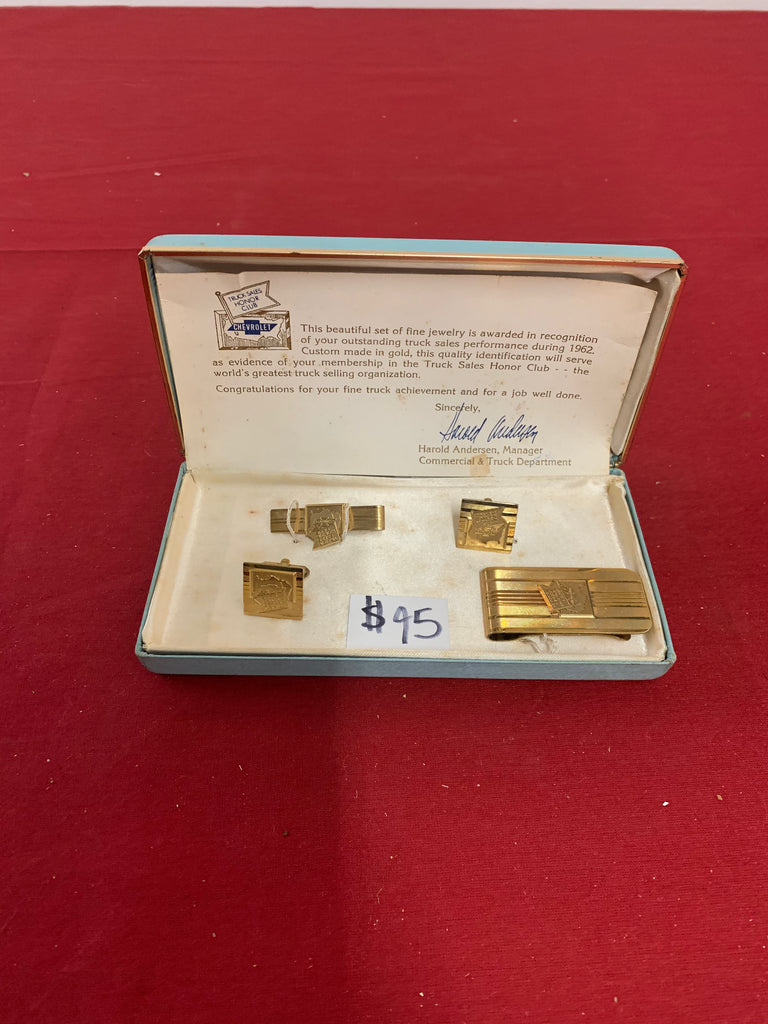 TRUCK SALES
HONOR
CLUB
CHEVROLET
This beautiful set of fine jewelry is awarded in recognition
of your outstanding truck sales performance during 1962.
Custom made in gold, this quality identification will serve
as evidence of your membership in the Truck Sales Honor Club - - the
world's greatest truck selling organization.
Congratulations for your fine truck achievement and for a job well done.
Sincerely,
Harold Andersen
Harold Andersen, Manager
Commercial & Truck Department
$45